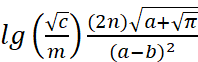 lg (√c/m) (2n)√(a+√π)/(a−b)²